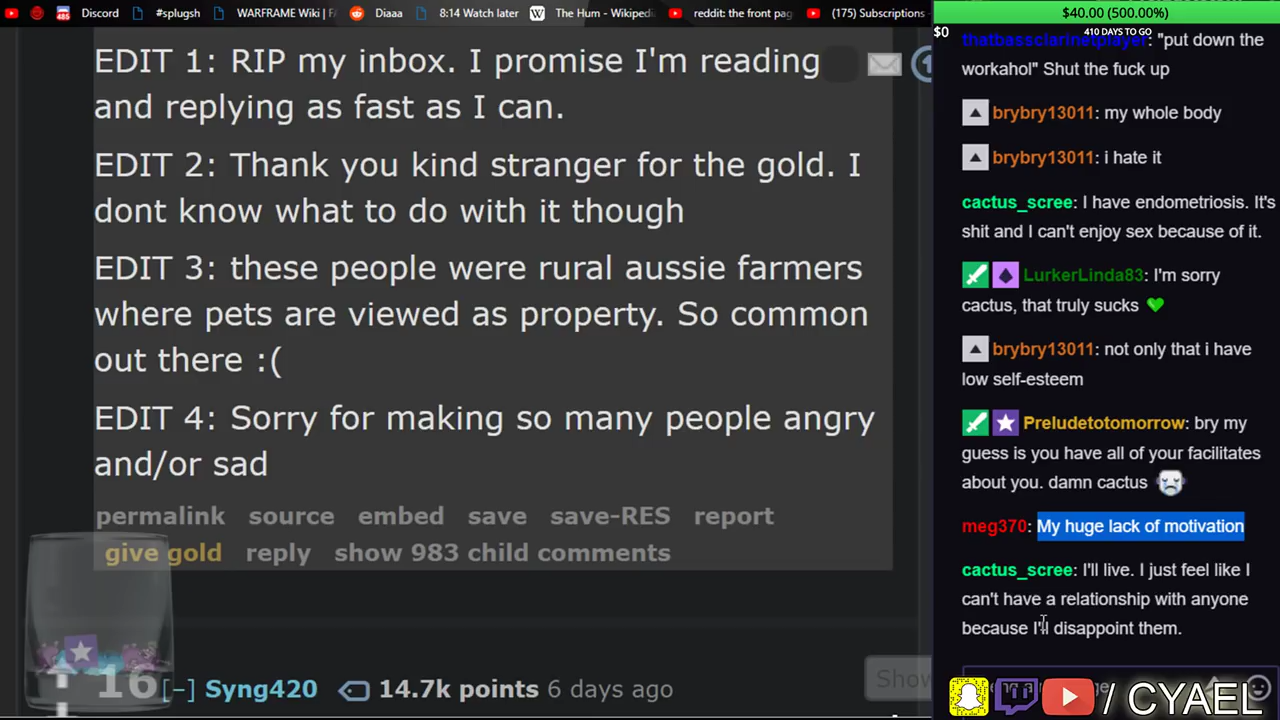 Discord
#splugsh
WARFRAME Wiki | FA
Diaaa
8:14 Watch later
W The Hum - Wikipedi
reddit: the front pag
(175) Subscriptions
EDIT 1: RIP my inbox. I promise I'm reading
and replying as fast as I can.
EDIT 2: Thank you kind stranger for the gold. I
dont know what to do with it though
EDIT 3: these people were rural aussie farmers
where pets are viewed as property. So common
out there :(
EDIT 4: Sorry for making so many people angry
and/or sad
permalink source embed save save-RES report
give gold reply show 983 child comments
16 [-] Syng420 14.7k points 6 days ago
Show
$40.00 (500.00%)
$0
410 DAYS TO GO
thatbassclarinetplayer: "put down the
workahol" Shut the fuck up
brybry13011: my whole body
brybry13011: i hate it
cactus_scree: I have endometriosis. It's
shit and I can't enjoy sex because of it.
LurkerLinda83: I'm sorry
cactus, that truly sucks
brybry13011: not only that i have
low self-esteem
Preludetotomorrow: bry my
guess is you have all of your facilitates
about you. damn cactus
meg370: My huge lack of motivation
cactus_scree: I'll live. I just feel like I
can't have a relationship with anyone
because I'll disappoint them.
/ CYAEL